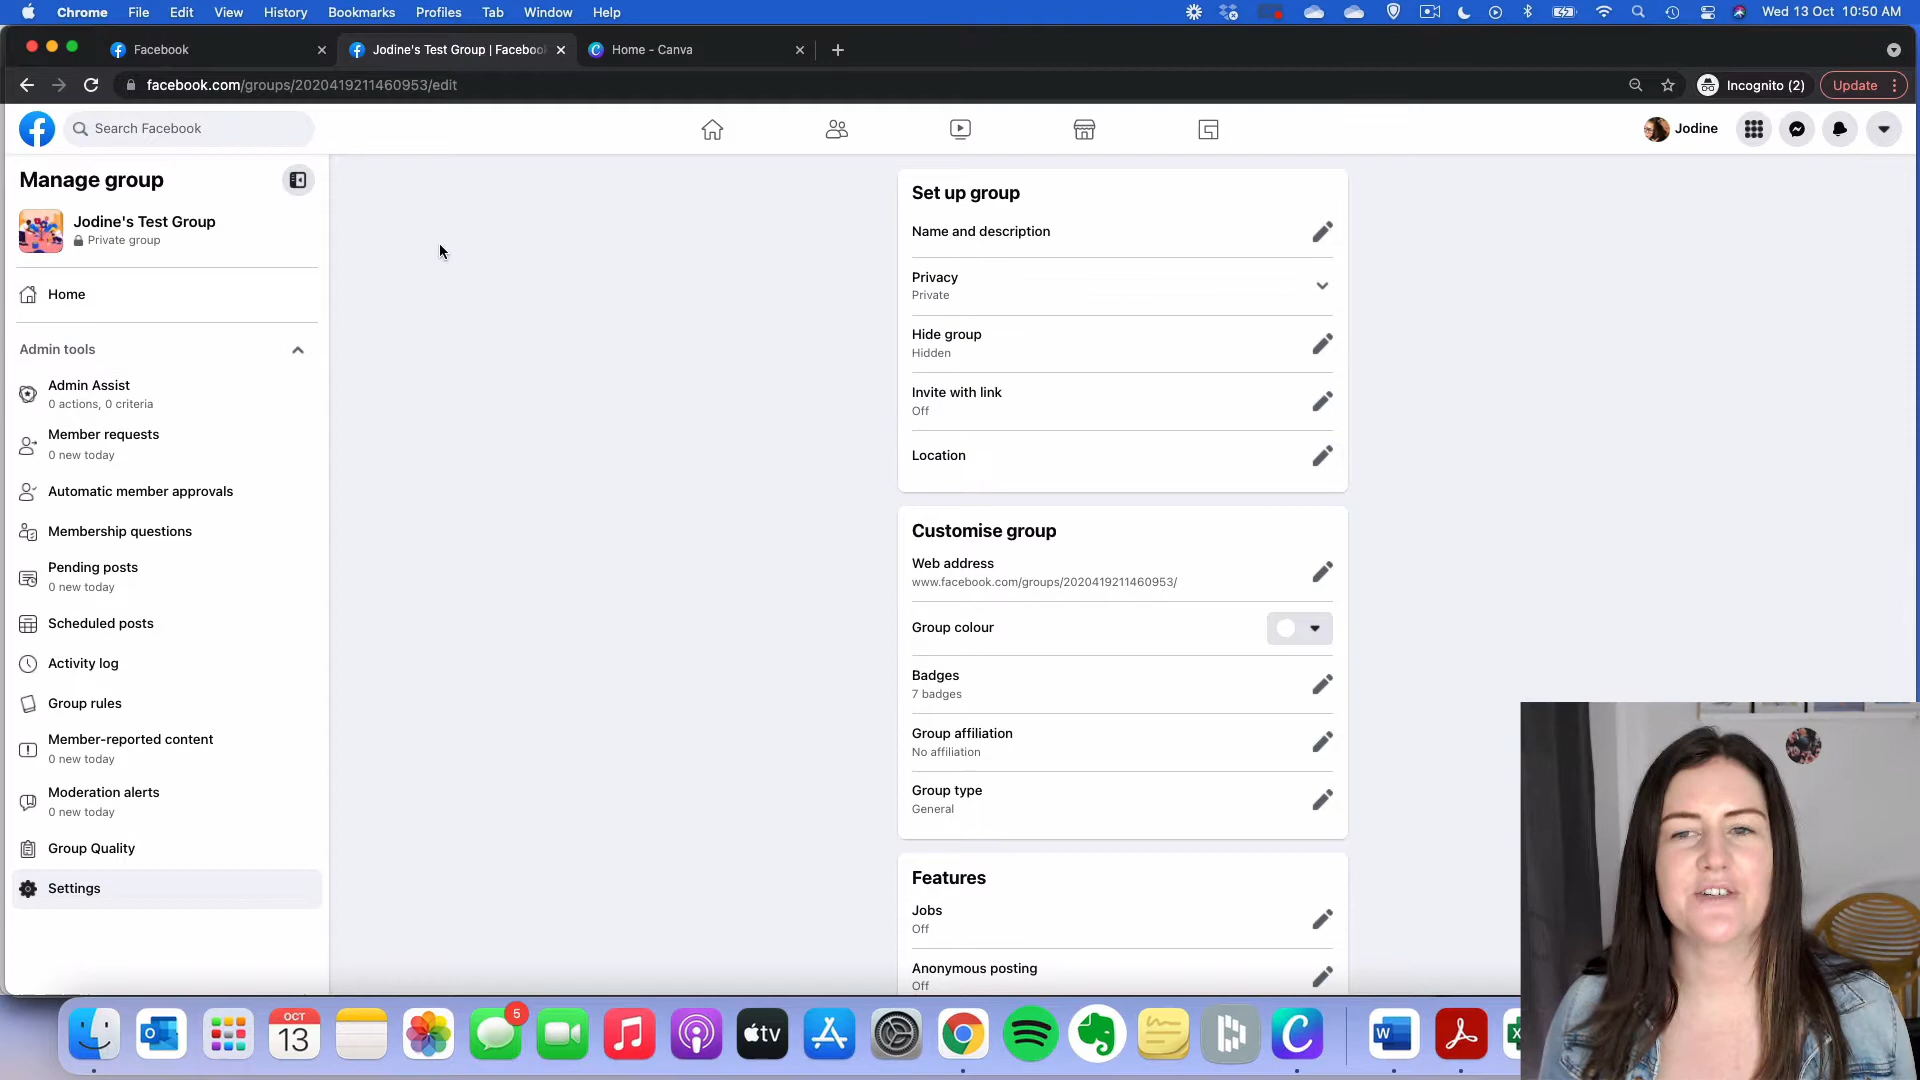 Chrome File Edit View History Bookmarks Profiles Tab Window Help Wed 13 Oct 10:50 AM
Facebook Jodine's Test Group | Facebook Home - Canva
facebook.com/groups/2020419211460953/edit Incognito (2) Update
Search Facebook Jodine
Manage group
Jodine's Test Group
Private group
Home
Admin tools
Admin Assist
0 actions, 0 criteria
Member requests
0 new today
Automatic member approvals
Membership questions
Pending posts
0 new today
Scheduled posts
Activity log
Group rules
Member-reported content
0 new today
Moderation alerts
0 new today
Group Quality
Settings
Set up group
Name and description
Privacy
Private
Hide group
Hidden
Invite with link
Off
Location
Customise group
Web address
www.facebook.com/groups/2020419211460953/
Group colour
Badges
7 badges
Group affiliation
No affiliation
Group type
General
Features
Jobs
Off
Anonymous posting
Off
OCT
13
5
tv
W
X